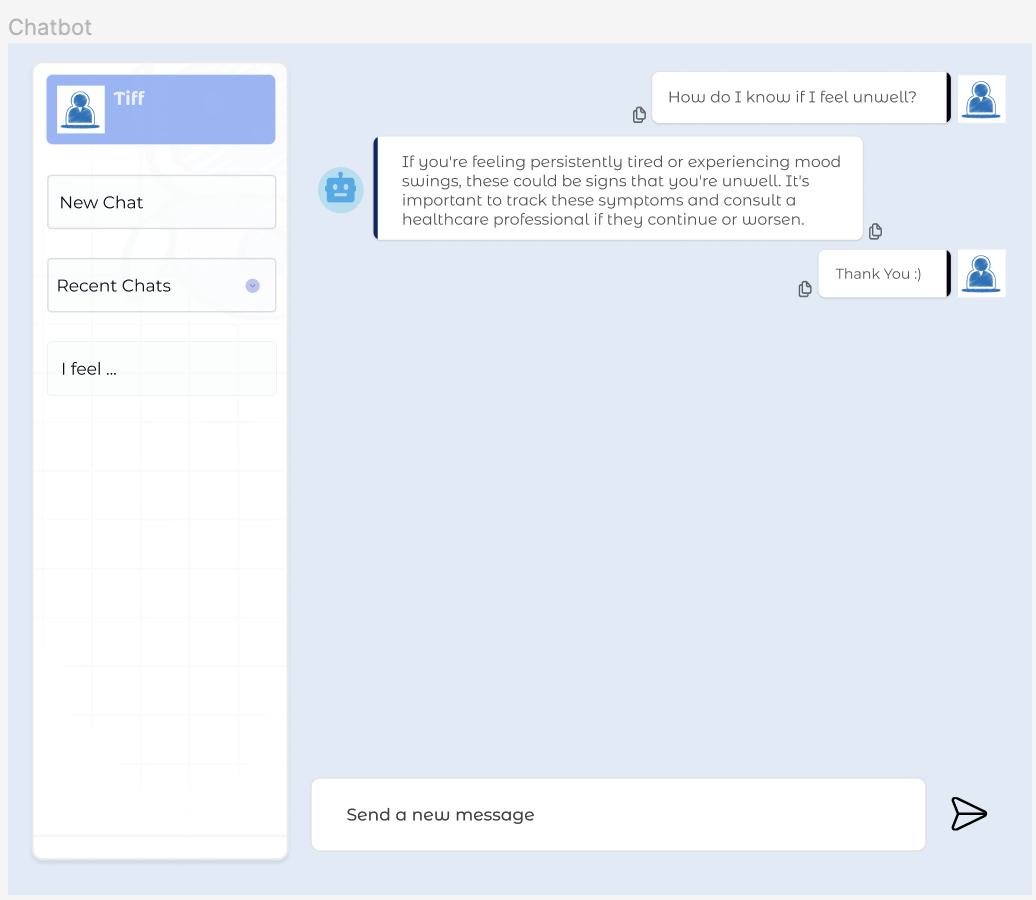 Chatbot
Tiff
New Chat
Recent Chats
I feel ...
How do I know if I feel unwell?
If you're feeling persistently tired or experiencing mood
swings, these could be signs that you're unwell. It's
important to track these symptoms and consult a
healthcare professional if they continue or worsen.
Thank You :)
Send a new message